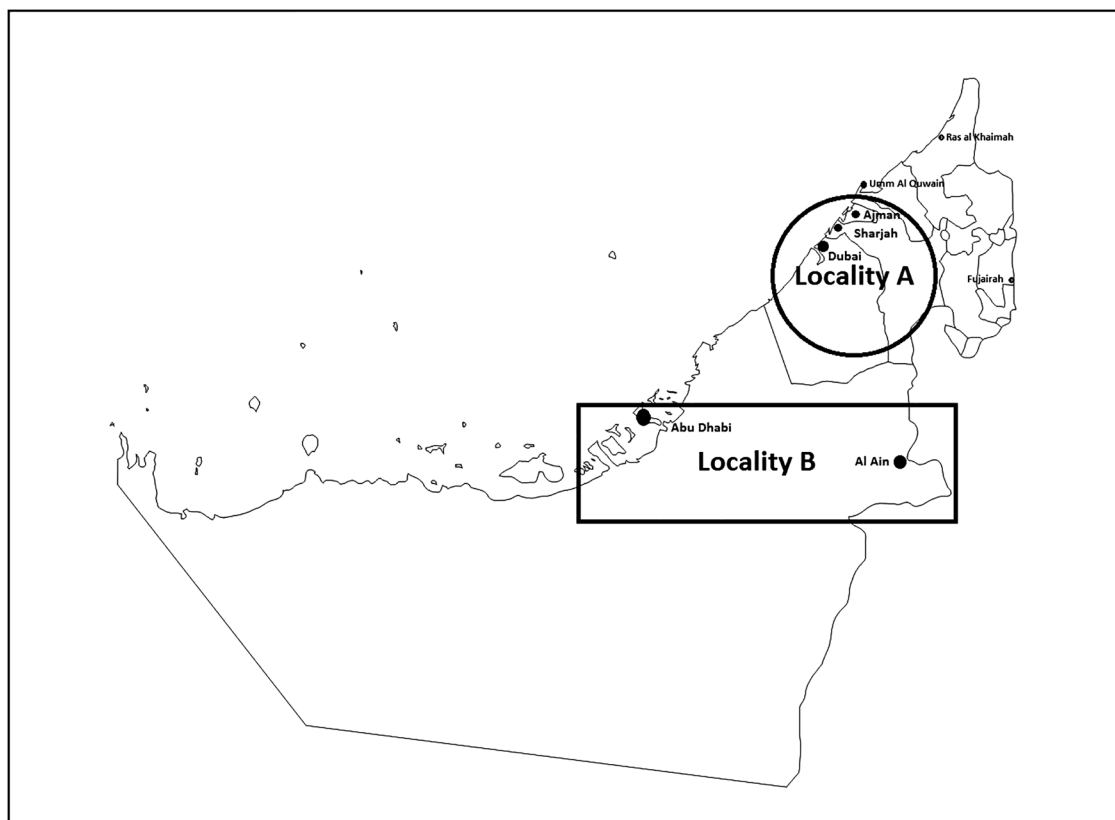 Ras al Khaimah
Umm Al Quwain
Ajman
Sharjah
Dubai
Locality A
Fujairah
Abu Dhabi
Locality B
Al Ain